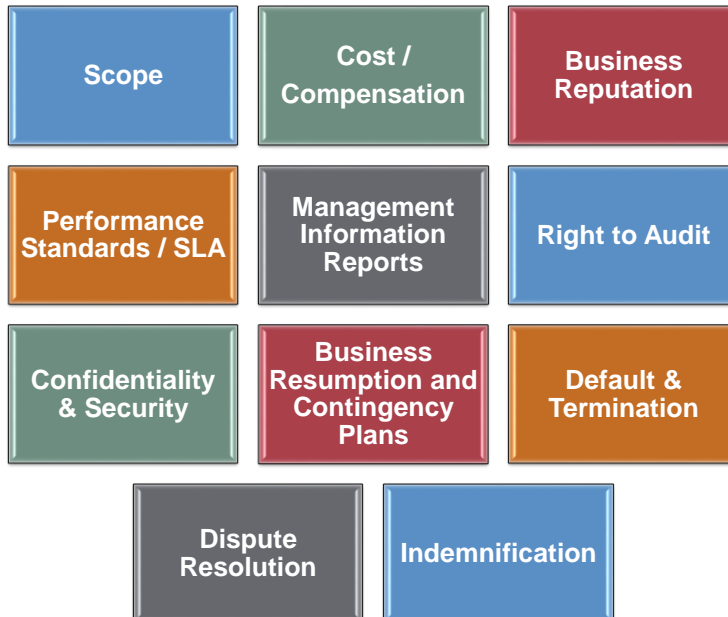 Scope
Cost /
Compensation
Business
Reputation
Performance
Standards / SLA
Management
Information
Reports
Right to Audit
Confidentiality
& Security
Business
Resumption and
Contingency
Plans
Default &
Termination
Dispute
Resolution
Indemnification